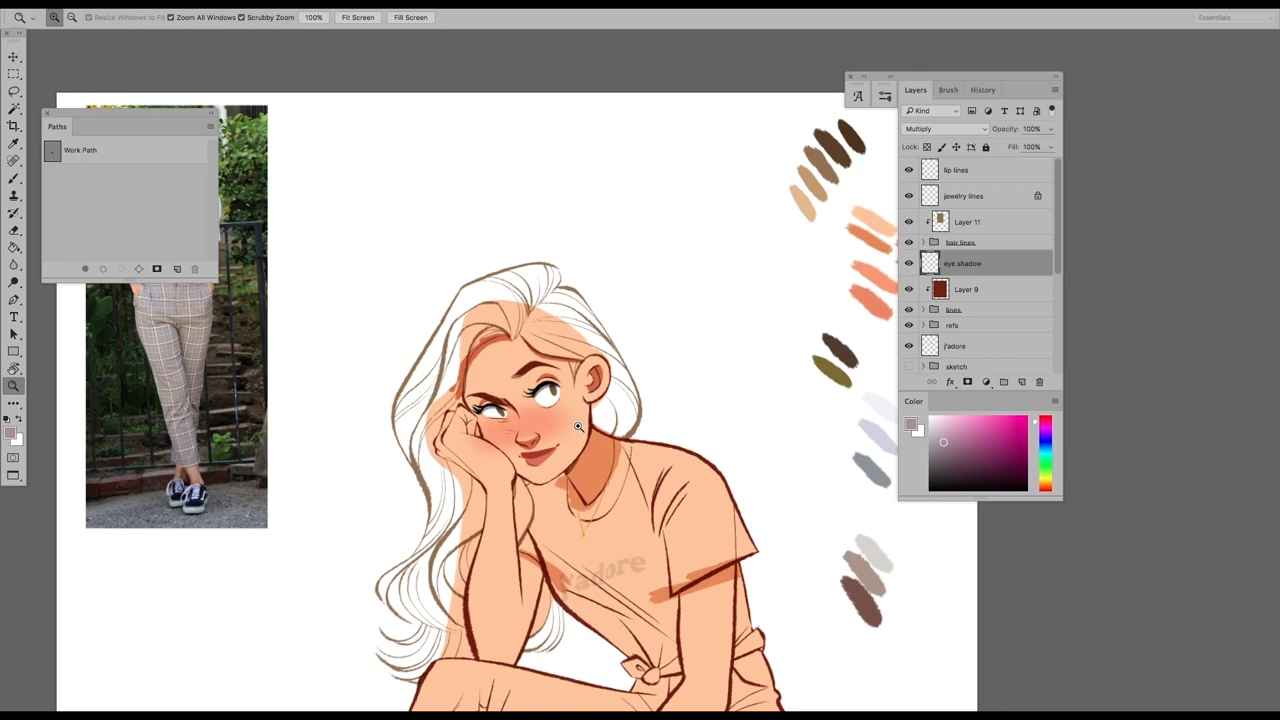 Resize Windows to Fit Zoom All Windows Scrubby Zoom 100% Fit Screen Fill Screen Essentials
Paths
Work Path
Layers Brush History
Kind
Multiply Opacity: 100%
Lock: Fill: 100%
lip lines
jewelry lines
Layer 11
hair lines
eye shadow
Layer 9
lines
refs
j'adore
sketch
Color
j'adore